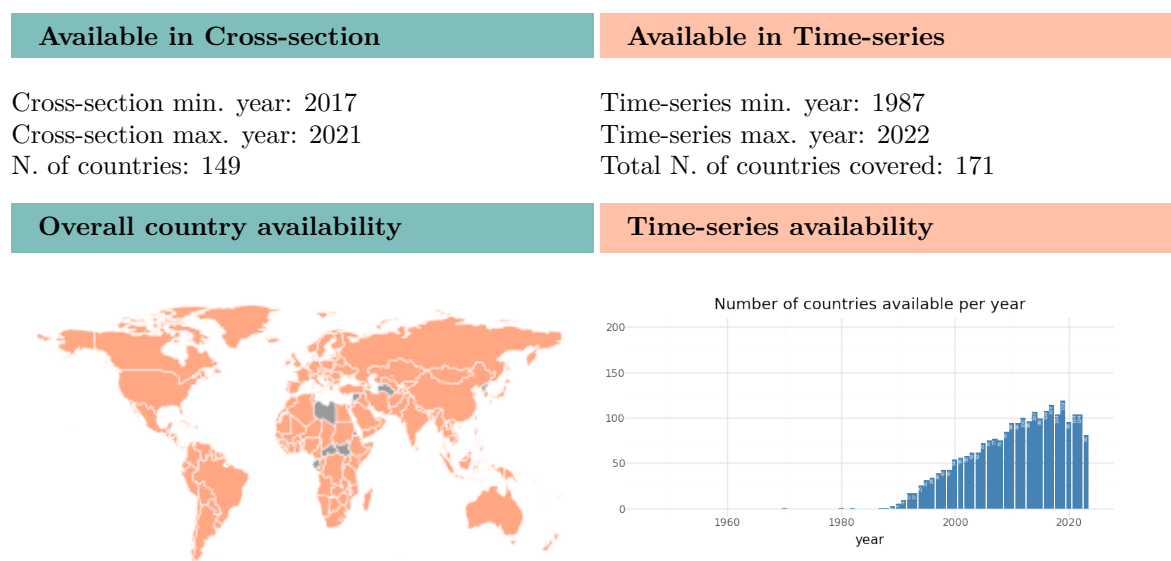 Available in Cross-section
Available in Time-series
Cross-section min. year: 2017
Cross-section max. year: 2021
N. of countries: 149
Time-series min. year: 1987
Time-series max. year: 2022
Total N. of countries covered: 171
Overall country availability
Time-series availability
Number of countries available per year
200
150
100
50
0
1960 1980 2000 2020
year